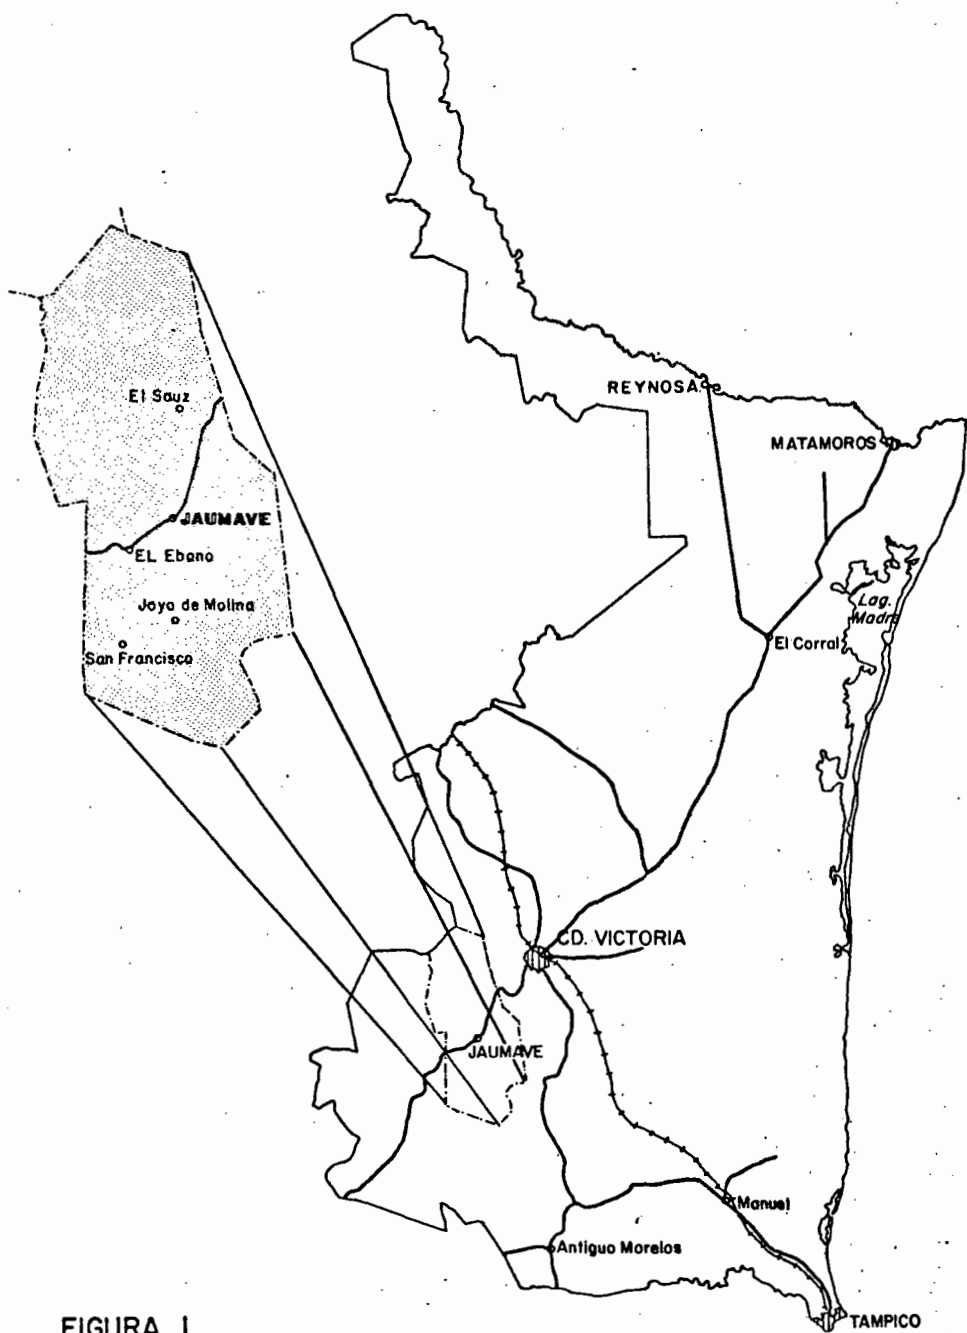 REYNOSA
MATAMOROS
El Sauz
JAUMAVE
EL Ebano
Joya de Molina
San Francisco
Lag.
Madre
El Corral
CD. VICTORIA
JAUMAVE
Manuel
Antiguo Morelos
TAMPICO
FIGURA I